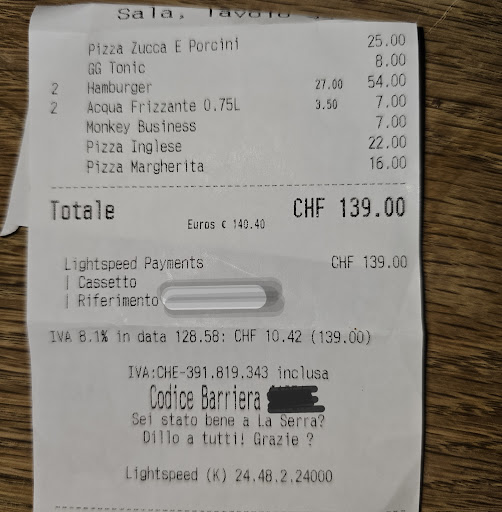 Sala, Tavolo
Pizza Zucca E Porcini 25.00
GG Tonic 8.00
2 Hamburger 27.00 54.00
2 Acqua Frizzante 0.75L 3.50 7.00
Monkey Business 7.00
Pizza Inglese 22.00
Pizza Margherita 16.00
Totale CHF 139.00
Euros € 140.40
Lightspeed Payments CHF 139.00
| Cassetto
| Riferimento
IVA 8.1% in data 128.58: CHF 10.42 (139.00)
IVA:CHE-391.819.343 inclusa
Codice Barriera
Sei stato bene a La Serra?
Dillo a tutti! Grazie ?
Lightspeed (K) 24.48.2.24000